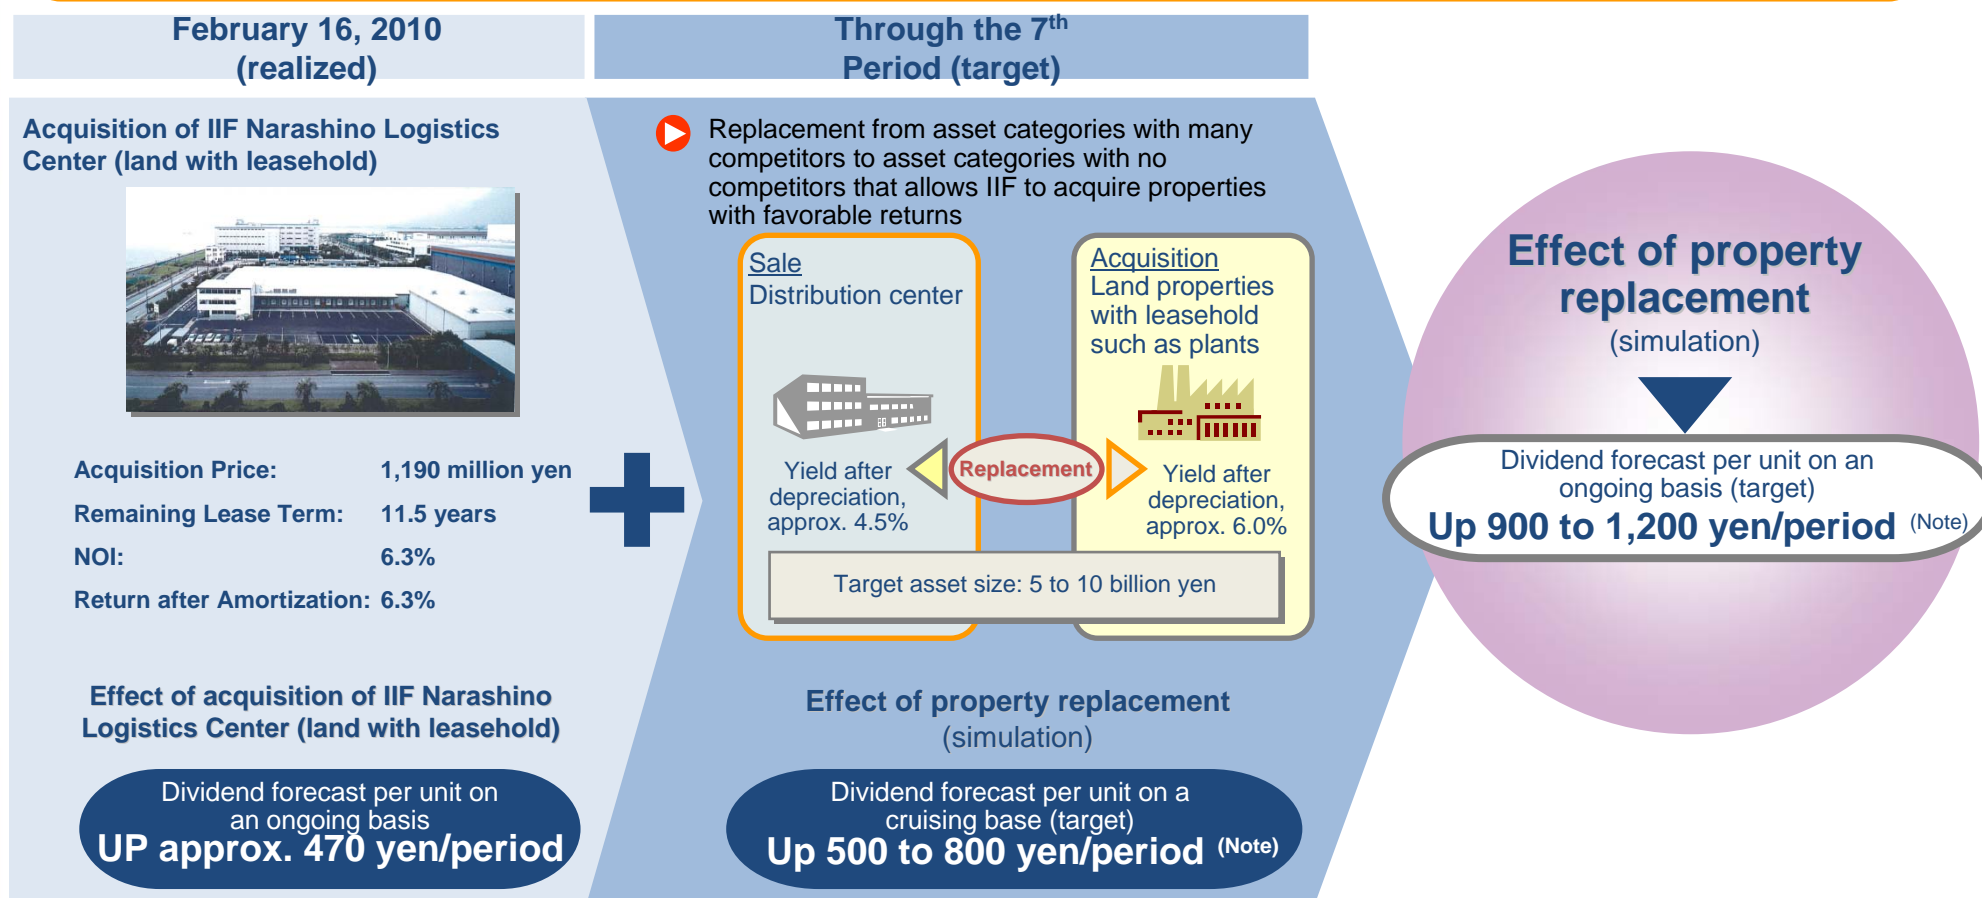 February 16, 2010
(realized)
Through the 7th
Period (target)
Acquisition of IIF Narashino Logistics
Center (land with leasehold)
Acquisition Price: 1,190 million yen
Remaining Lease Term: 11.5 years
NOI: 6.3%
Return after Amortization: 6.3%
Effect of acquisition of IIF Narashino
Logistics Center (land with leasehold)
Dividend forecast per unit on
an ongoing basis
UP approx. 470 yen/period
Replacement from asset categories with many
competitors to asset categories with no
competitors that allows IIF to acquire properties
with favorable returns
Sale
Distribution center
Yield after
depreciation,
approx. 4.5%
Replacement
Acquisition
Land properties
with leasehold
such as plants
Yield after
depreciation,
approx. 6.0%
Target asset size: 5 to 10 billion yen
Effect of property replacement
(simulation)
Dividend forecast per unit on a
cruising base (target)
Up 500 to 800 yen/period (Note)
Effect of property
replacement
(simulation)
Dividend forecast per unit on an
ongoing basis (target)
Up 900 to 1,200 yen/period (Note)